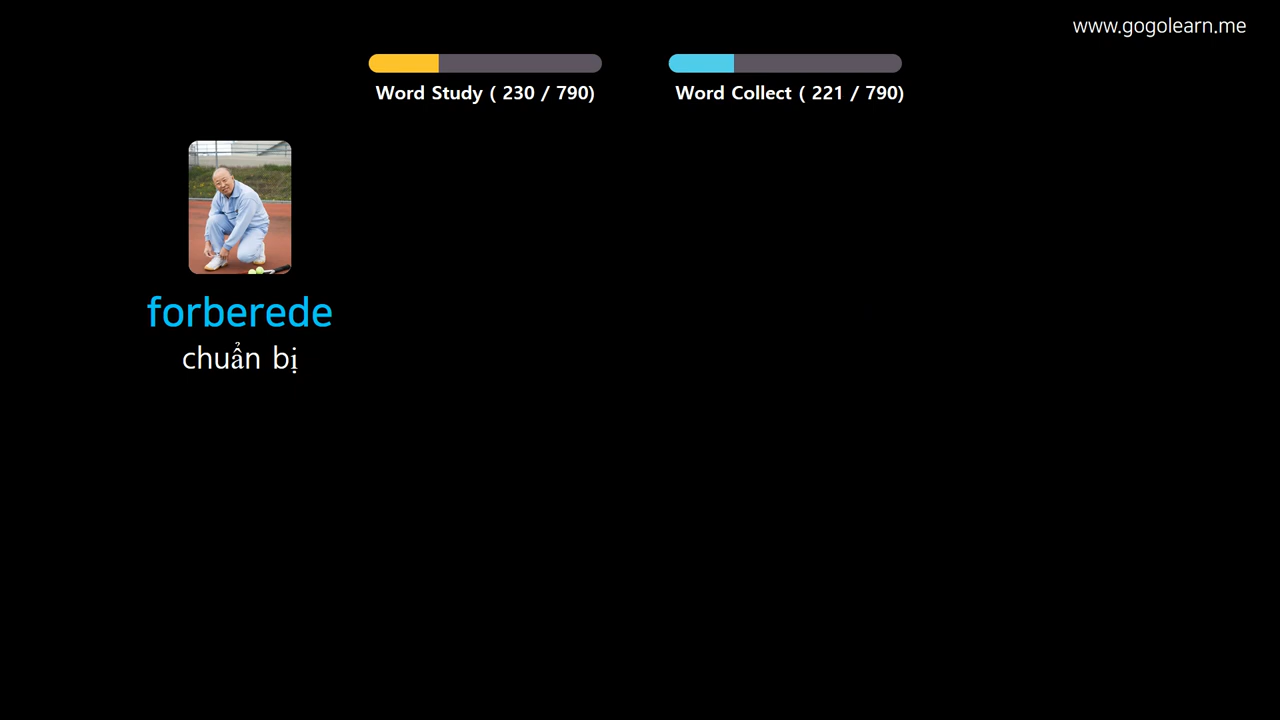 www.gogolearn.me
Word Study ( 230 / 790)
Word Collect ( 221 / 790)
forberede
chuẩn bị